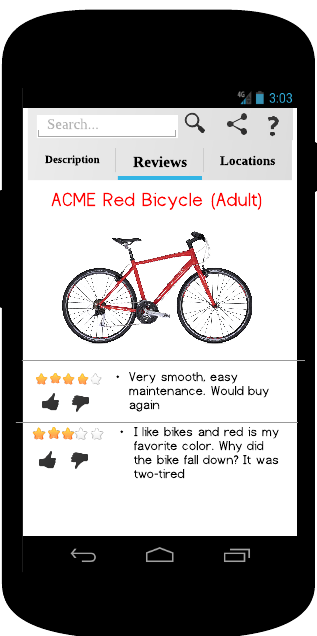 4G 3:03
Search... ?
Description Reviews Locations
ACME Red Bicycle (Adult)
• Very smooth, easy
maintenance. Would buy
again
• I like bikes and red is my
favorite color. Why did
the bike fall down? It was
two-tired